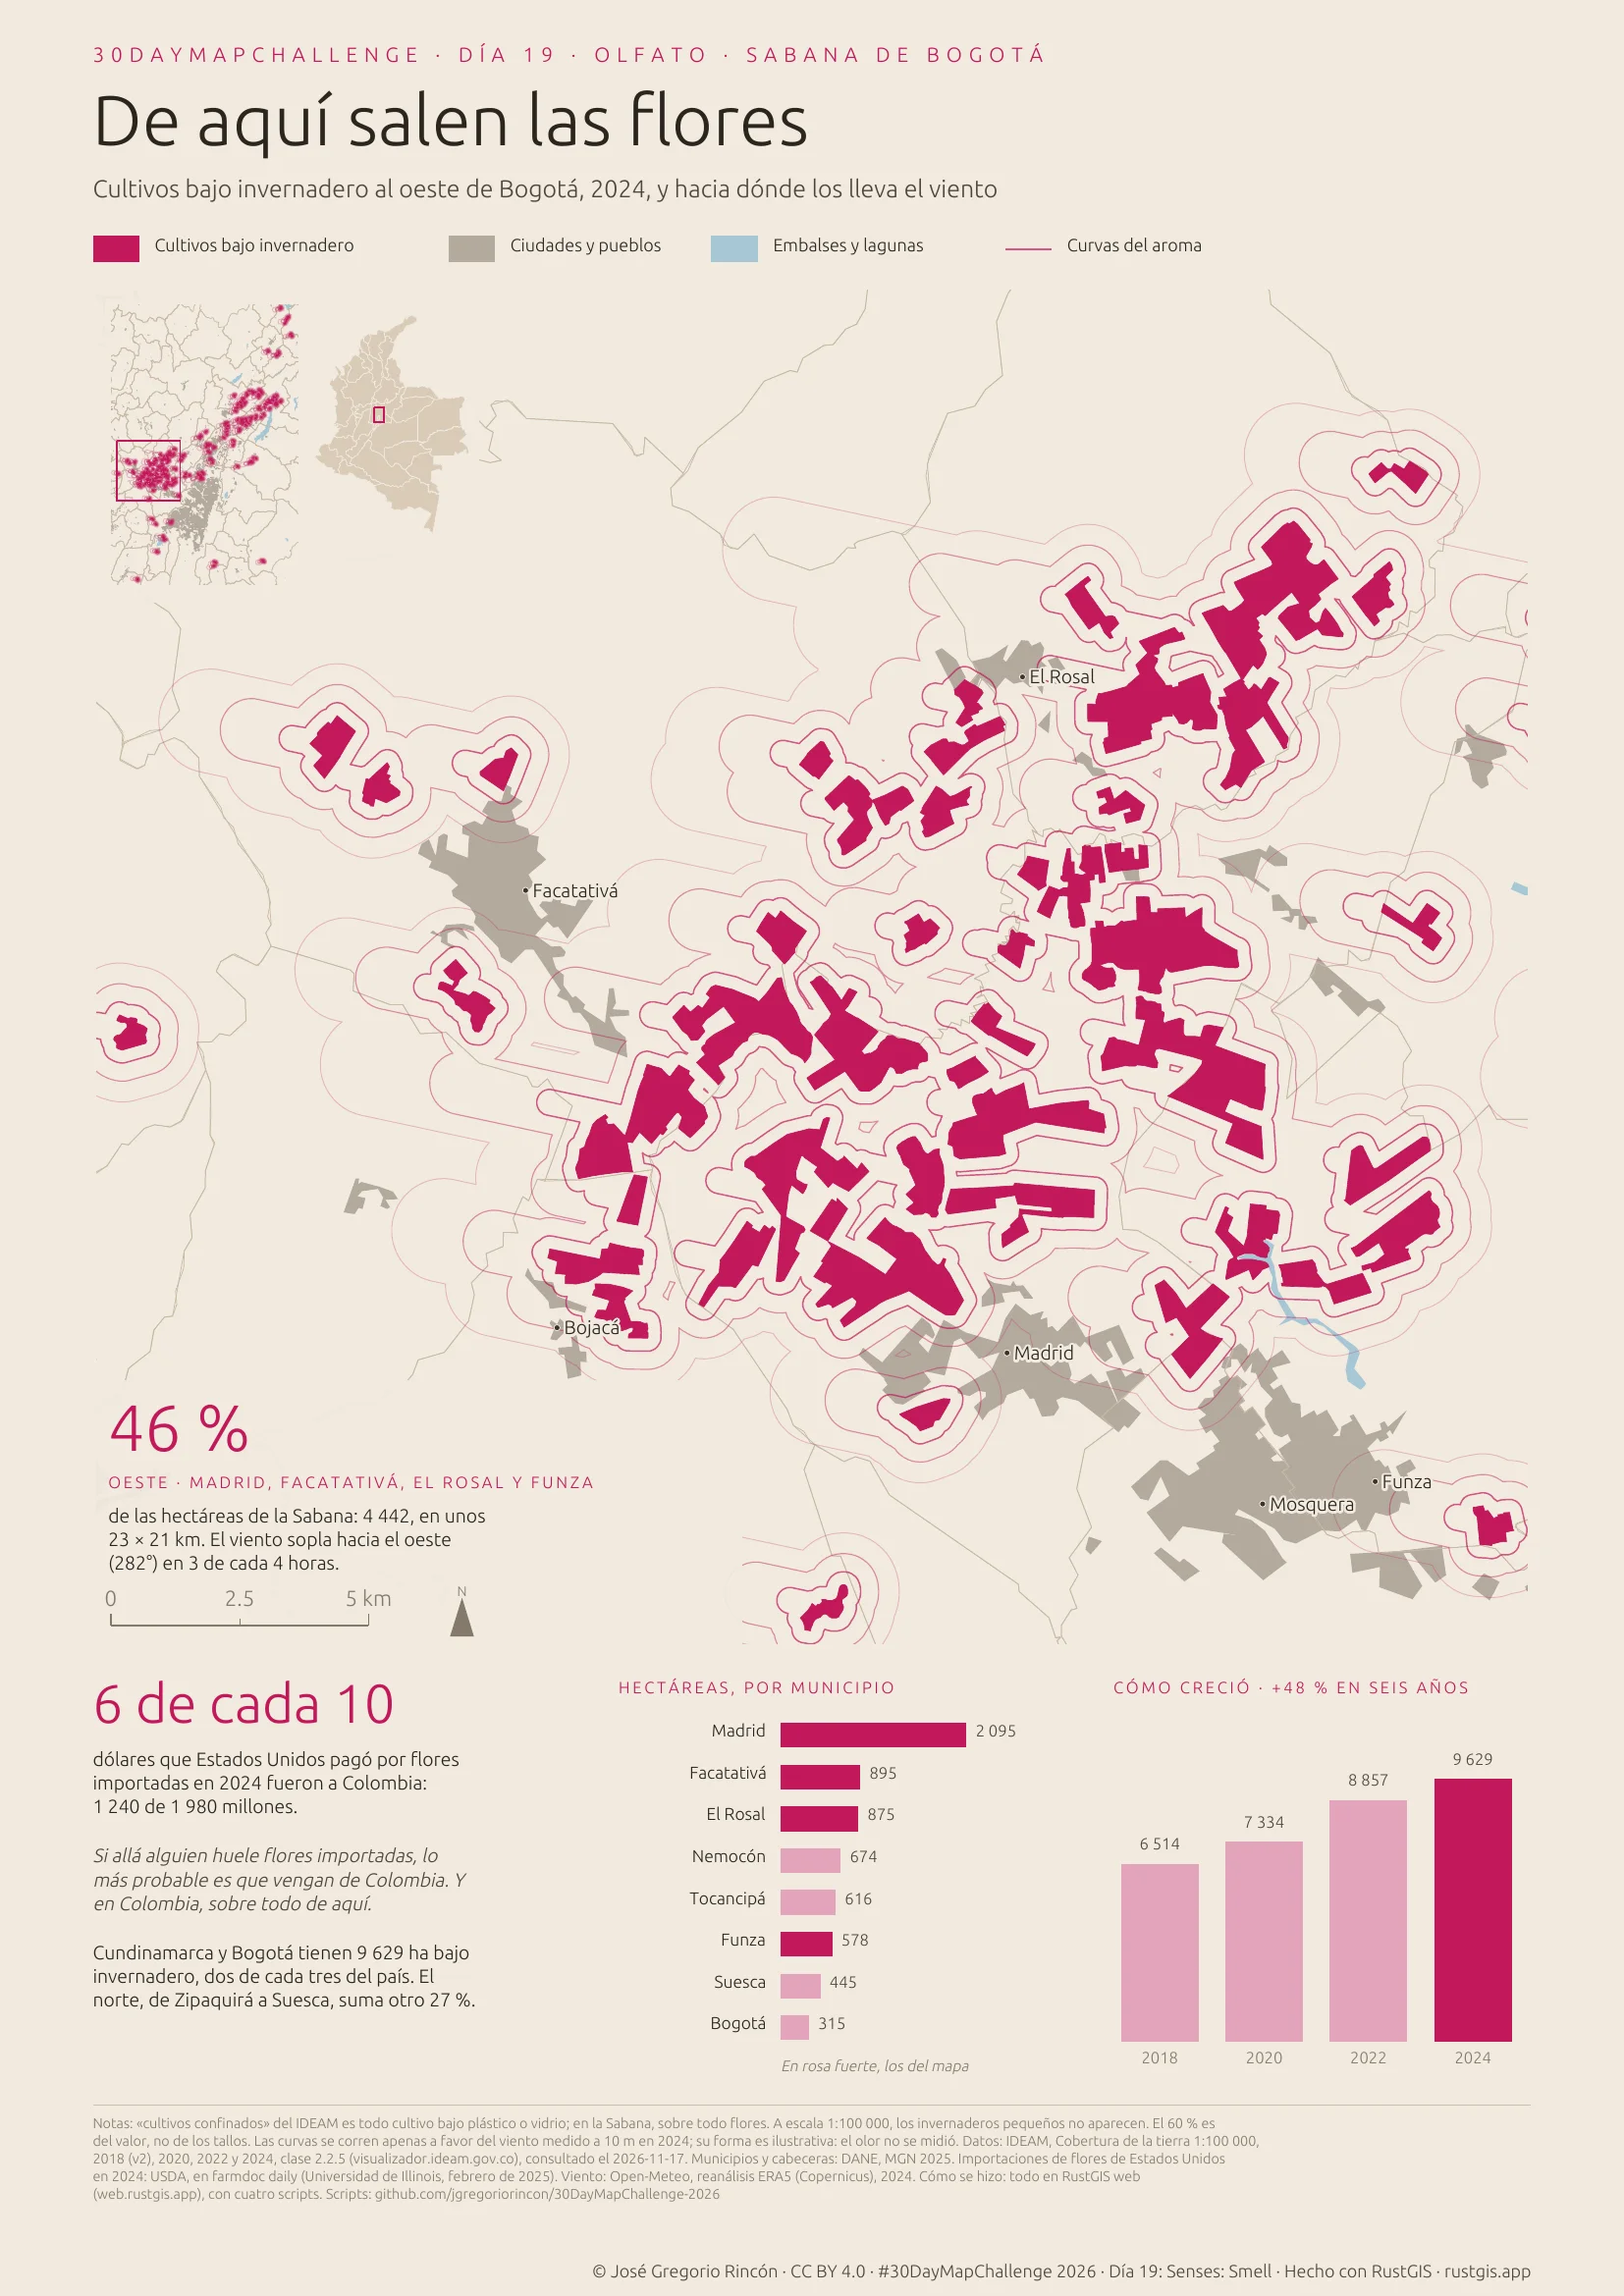 30DAYMAPCHALLENGE · DÍA 19 · OLFATO · SABANA DE BOGOTÁ
De aquí salen las flores
Cultivos bajo invernadero al oeste de Bogotá, 2024, y hacia dónde los lleva el viento
Cultivos bajo invernadero
Ciudades y pueblos
Embalses y lagunas
Curvas del aroma
El Rosal
Facatativá
Bojacá
Madrid
Funza
Mosquera
46 %
OESTE · MADRID, FACATATIVÁ, EL ROSAL Y FUNZA
de las hectáreas de la Sabana: 4 442, en unos
23 × 21 km. El viento sopla hacia el oeste
(282°) en 3 de cada 4 horas.
0 2.5 5 km
N
6 de cada 10
dólares que Estados Unidos pagó por flores
importadas en 2024 fueron a Colombia:
1 240 de 1 980 millones.
Si allá alguien huele flores importadas, lo
más probable es que vengan de Colombia. Y
en Colombia, sobre todo de aquí.
Cundinamarca y Bogotá tienen 9 629 ha bajo
invernadero, dos de cada tres del país. El
norte, de Zipaquirá a Suesca, suma otro 27 %.
HECTÁREAS, POR MUNICIPIO
Madrid 2 095
Facatativá 895
El Rosal 875
Nemocón 674
Tocancipá 616
Funza 578
Suesca 445
Bogotá 315
En rosa fuerte, los del mapa
CÓMO CRECIÓ · +48 % EN SEIS AÑOS
6 514
7 334
8 857
9 629
2018 2020 2022 2024
Notas: «cultivos confinados» del IDEAM es todo cultivo bajo plástico o vidrio; en la Sabana, sobre todo flores. A escala 1:100 000, los invernaderos pequeños no aparecen. El 60 % es
del valor, no de los tallos. Las curvas se corren apenas a favor del viento medido a 10 m en 2024; su forma es ilustrativa: el olor no se midió. Datos: IDEAM, Cobertura de la tierra 1:100 000,
2018 (v2), 2020, 2022 y 2024, clase 2.2.5 (visualizador.ideam.gov.co), consultado el 2026-11-17. Municipios y cabeceras: DANE, MGN 2025. Importaciones de flores de Estados Unidos
en 2024: USDA, en farmdoc daily (Universidad de Illinois, febrero de 2025). Viento: Open-Meteo, reanálisis ERA5 (Copernicus), 2024. Cómo se hizo: todo en RustGIS web
(web.rustgis.app), con cuatro scripts. Scripts: github.com/jgregoriorincon/30DayMapChallenge-2026
© José Gregorio Rincón · CC BY 4.0 · #30DayMapChallenge 2026 · Día 19: Senses: Smell · Hecho con RustGIS · rustgis.app